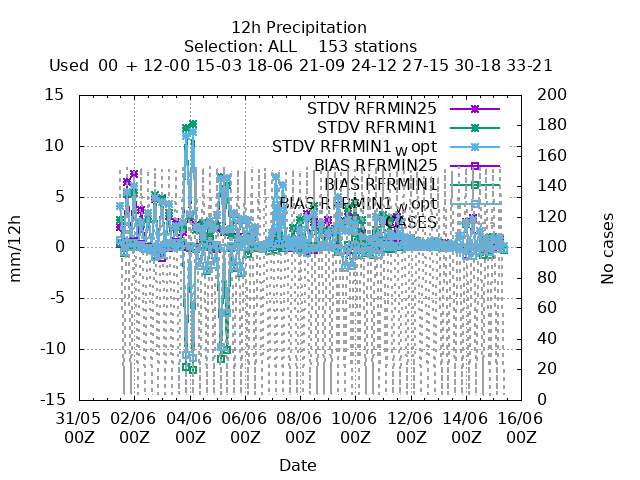 12h Precipitation
Selection: ALL 153 stations
Used 00 + 12-00 15-03 18-06 21-09 24-12 27-15 30-18 33-21
15
10
5
0
-5
-10
-15
mm/12h
200
180
160
140
120
100
80
60
40
20
0
No cases
STDV RFRMIN25
STDV RFRMIN1
STDV RFRMIN1_w opt
BIAS RFRMIN25
BIAS RFRMIN1
BIAS RFRMIN1_w opt
CASES
31/05 02/06 04/06 06/06 08/06 10/06 12/06 14/06 16/06
00Z 00Z 00Z 00Z 00Z 00Z 00Z 00Z 00Z
Date